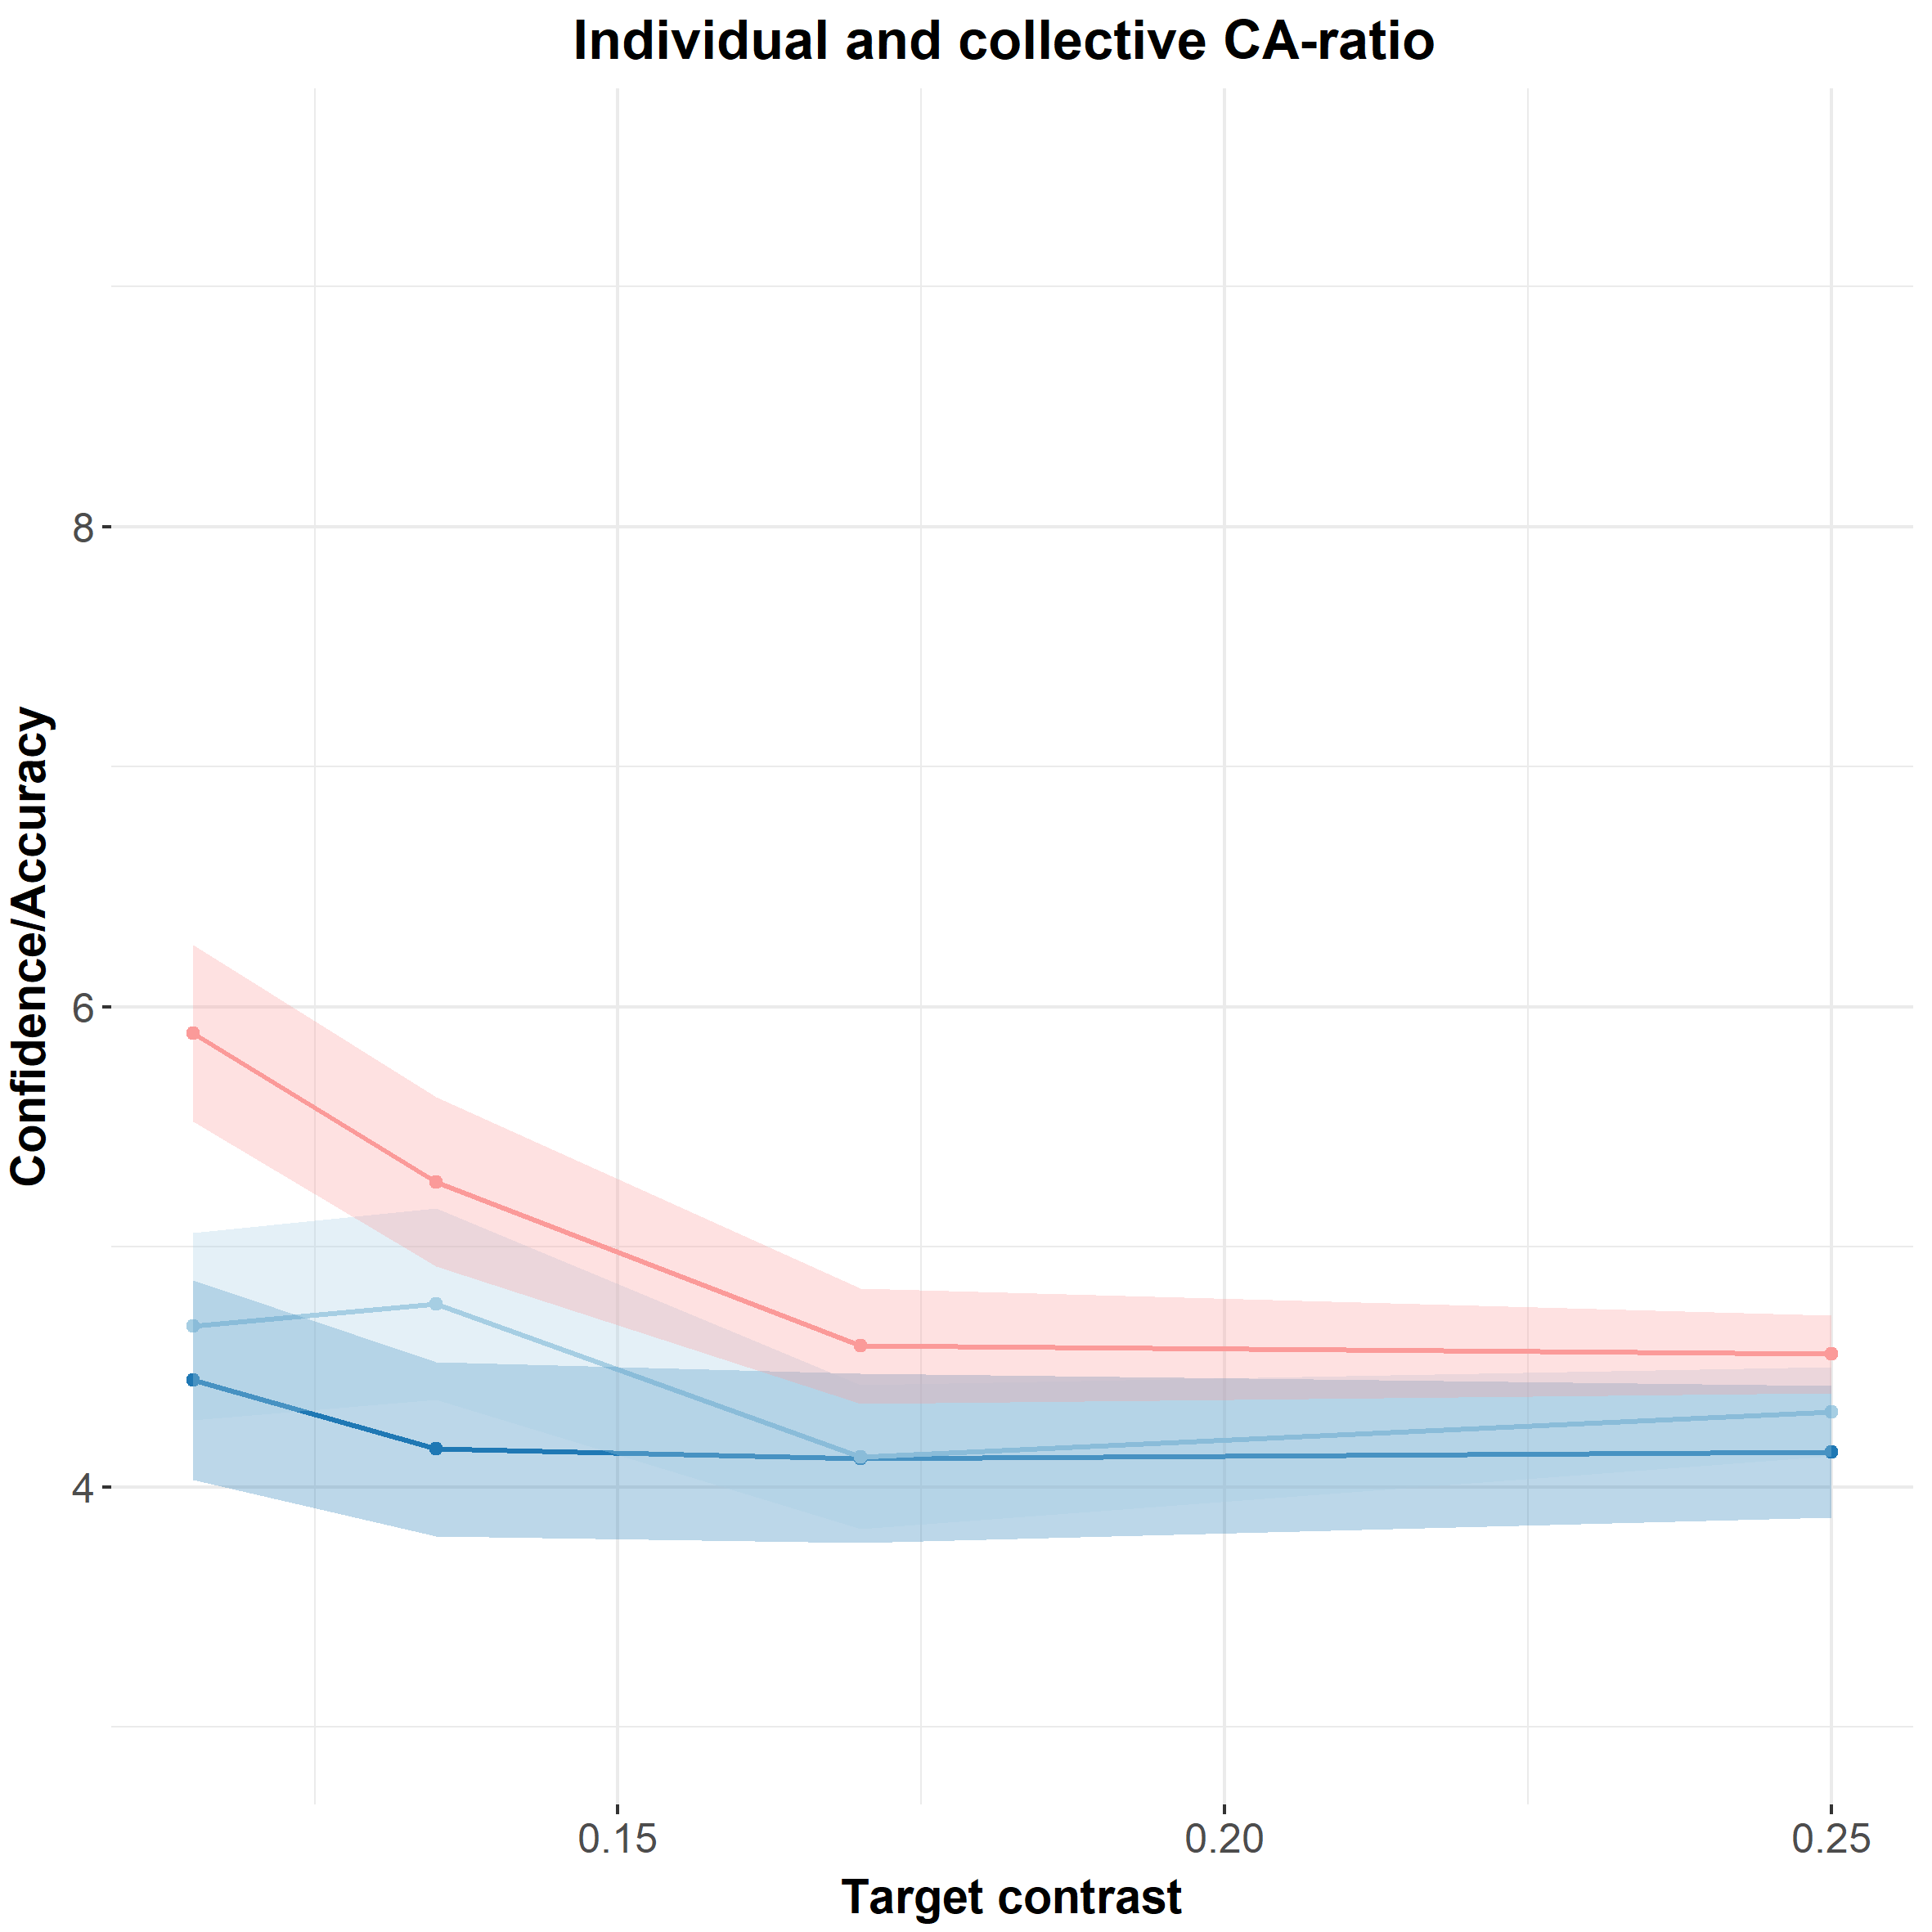 Individual and collective CA-ratio
Confidence/Accuracy
8
6
4
0.15
0.20
0.25
Target contrast